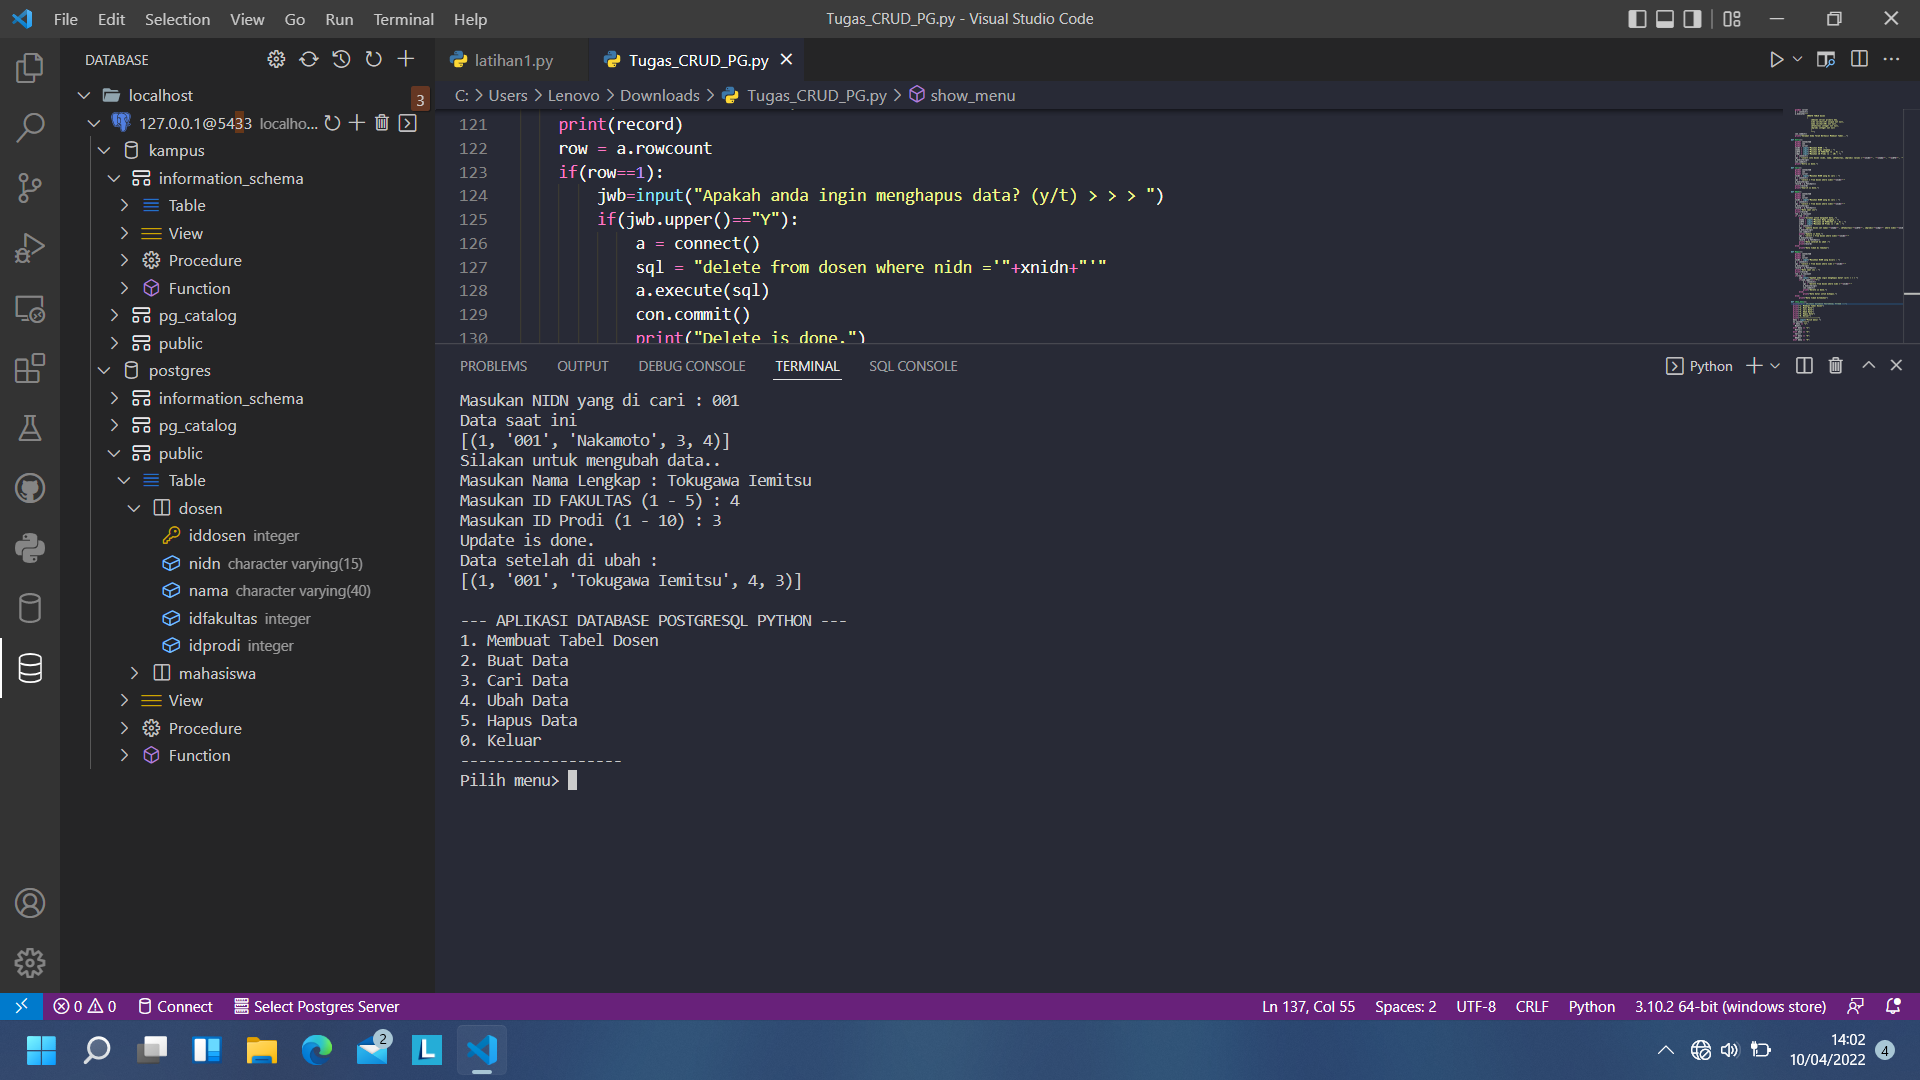 File Edit Selection View Go Run Terminal Help
Tugas_CRUD_PG.py - Visual Studio Code
DATABASE
localhost
3
127.0.0.1@5433 localho...
kampus
information_schema
Table
View
Procedure
Function
pg_catalog
public
postgres
information_schema
pg_catalog
public
Table
dosen
iddosen integer
nidn character varying(15)
nama character varying(40)
idfakultas integer
idprodi integer
mahasiswa
View
Procedure
Function
latihan1.py
Tugas_CRUD_PG.py
C: > Users > Lenovo > Downloads > Tugas_CRUD_PG.py > show_menu
121 print(record)
122 row = a.rowcount
123 if(row==1):
124 jwb=input("Apakah anda ingin menghapus data? (y/t) > > > ")
125 if(jwb.upper()=="Y"):
126 a = connect()
127 sql = "delete from dosen where nidn ='"+xnidn+"'"
128 a.execute(sql)
129 con.commit()
130 print("Delete is done.")
PROBLEMS OUTPUT DEBUG CONSOLE TERMINAL SQL CONSOLE
Python
Masukan NIDN yang di cari : 001
Data saat ini
[(1, '001', 'Nakamoto', 3, 4)]
Silakan untuk mengubah data..
Masukan Nama Lengkap : Tokugawa Iemitsu
Masukan ID FAKULTAS (1 - 5) : 4
Masukan ID Prodi (1 - 10) : 3
Update is done.
Data setelah di ubah :
[(1, '001', 'Tokugawa Iemitsu', 4, 3)]
--- APLIKASI DATABASE POSTGRESQL PYTHON ---
1. Membuat Tabel Dosen
2. Buat Data
3. Cari Data
4. Ubah Data
5. Hapus Data
0. Keluar
------------------
Pilih menu>
0 0 Connect Select Postgres Server
Ln 137, Col 55 Spaces: 2 UTF-8 CRLF Python 3.10.2 64-bit (windows store)
2
L
14:02
10/04/2022
4